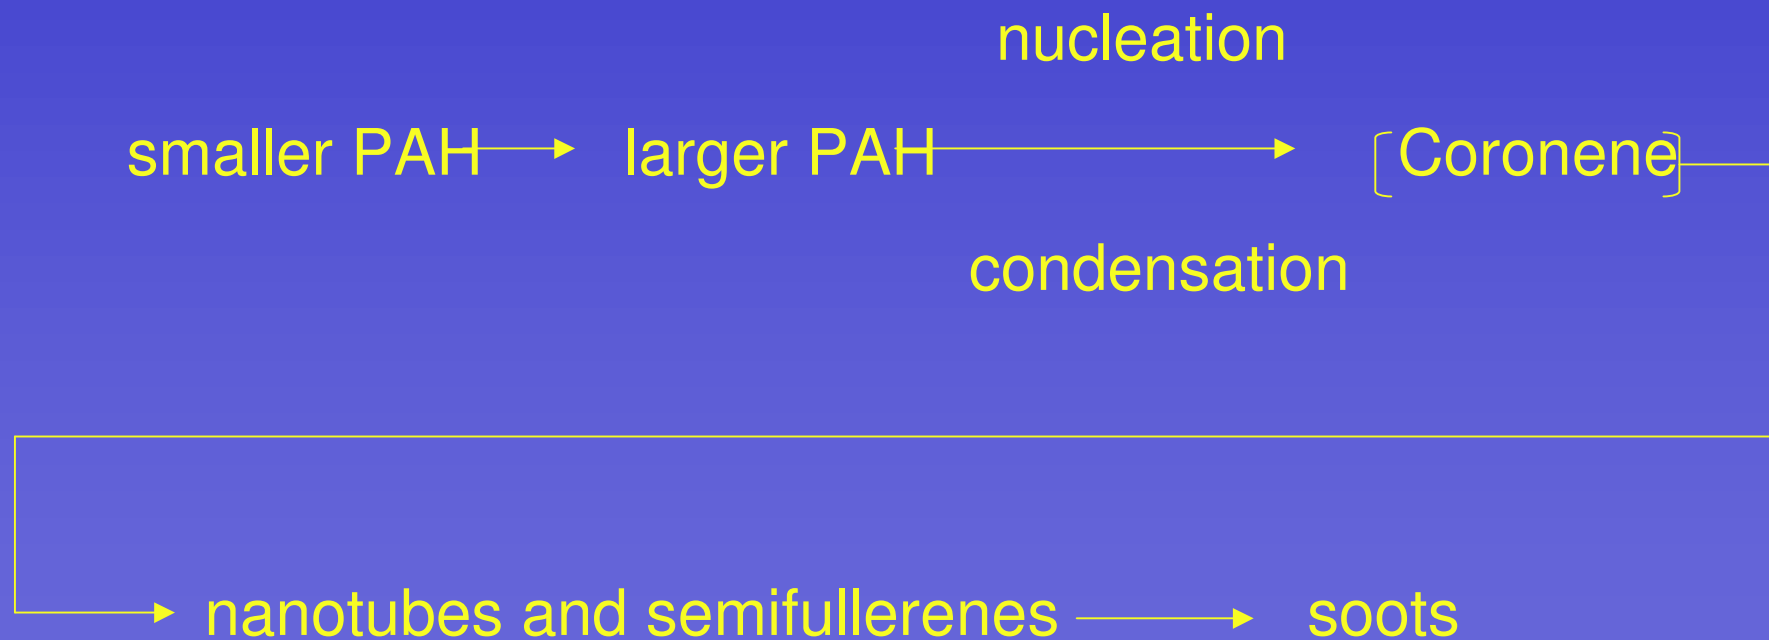 nucleation
smaller PAH larger PAH [Coronene]
condensation
nanotubes and semifullerenes soots